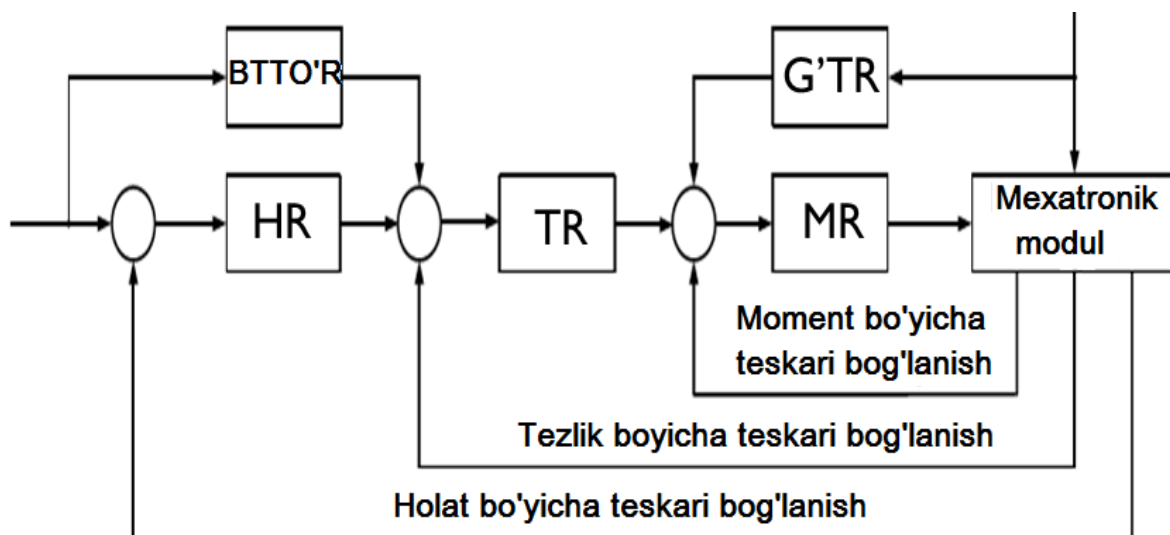 BTTO'R
G'TR
HR
TR
MR
Mexatronik
modul
Moment bo'yicha
teskari bog'lanish
Tezlik boyicha teskari bog'lanish
Holat bo'yicha teskari bog'lanish